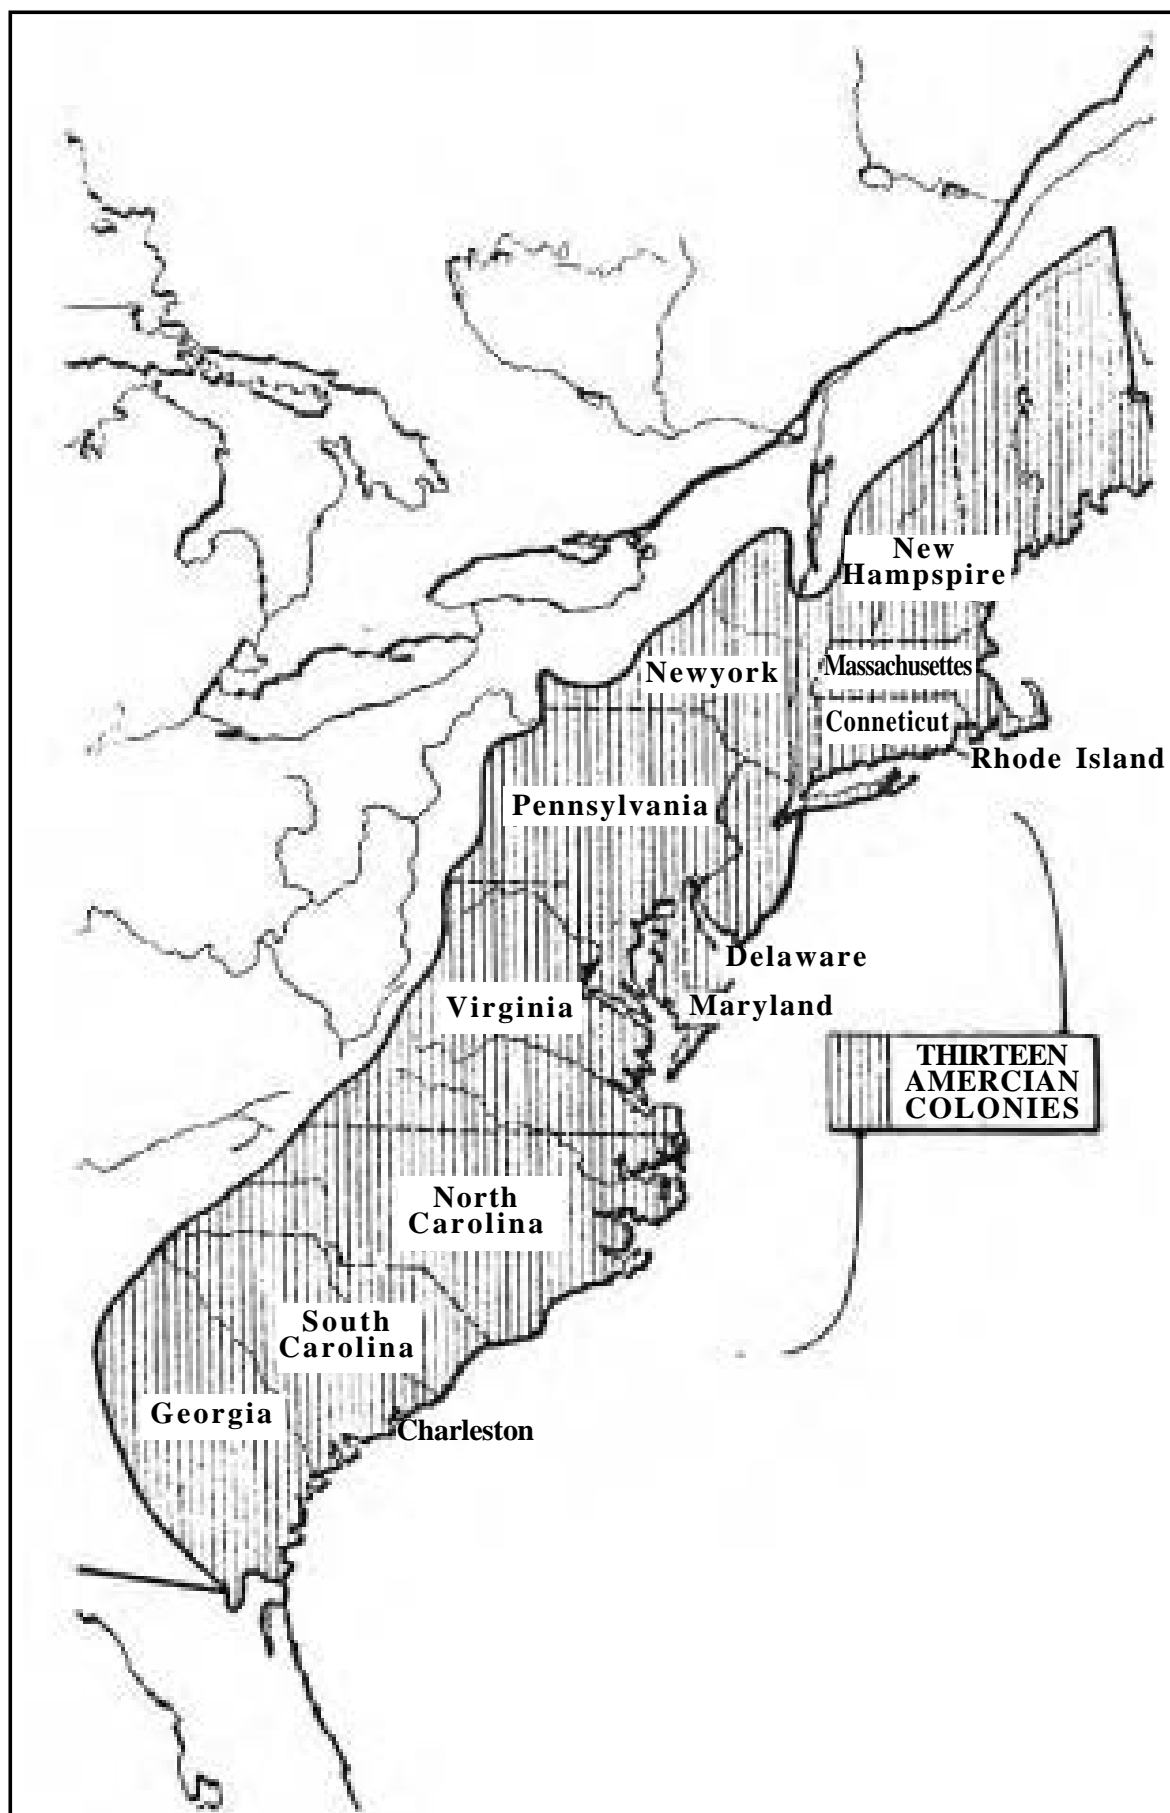 New
Hampspire
Newyork
Massachusettes
Conneticut
Rhode Island
Pennsylvania
Delaware
Virginia
Maryland
THIRTEEN
AMERCIAN
COLONIES
North
Carolina
South
Carolina
Georgia
Charleston